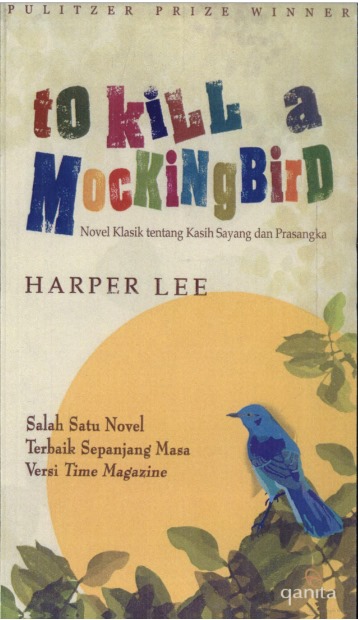 PULITZER PRIZE WINNER
to KiLL a
MocKiNgBirD
Novel Klasik tentang Kasih Sayang dan Prasangka
HARPER LEE
Salah Satu Novel
Terbaik Sepanjang Masa
Versi Time Magazine
qanita